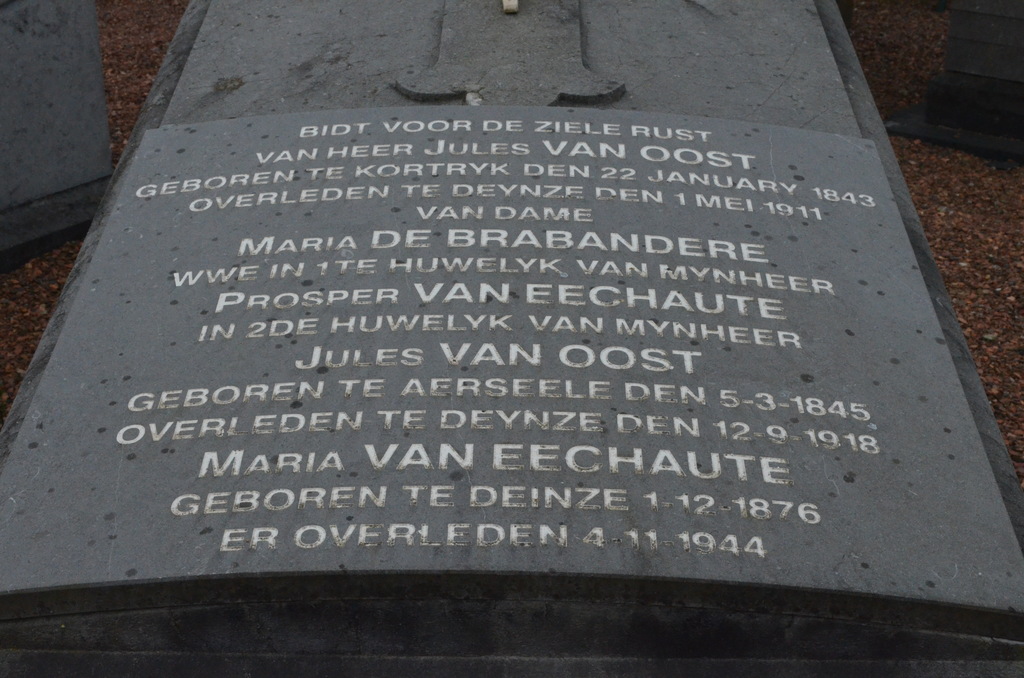 BIDT VOOR DE ZIELE RUST
VAN HEER JULES VAN OOST
GEBOREN TE KORTRYK DEN 22 JANUARY 1843
OVERLEDEN TE DEYNZE DEN 1 MEI 1911
VAN DAME
MARIA DE BRABANDERE
WWE IN 1TE HUWELYK VAN MYNHEER
PROSPER VAN EECHAUTE
IN 2DE HUWELYK VAN MYNHEER
JULES VAN OOST
GEBOREN TE AERSEELE DEN 5-3-1845
OVERLEDEN TE DEYNZE DEN 12-9-1918
MARIA VAN EECHAUTE
GEBOREN TE DEINZE 1-12-1876
ER OVERLEDEN 4-11-1944